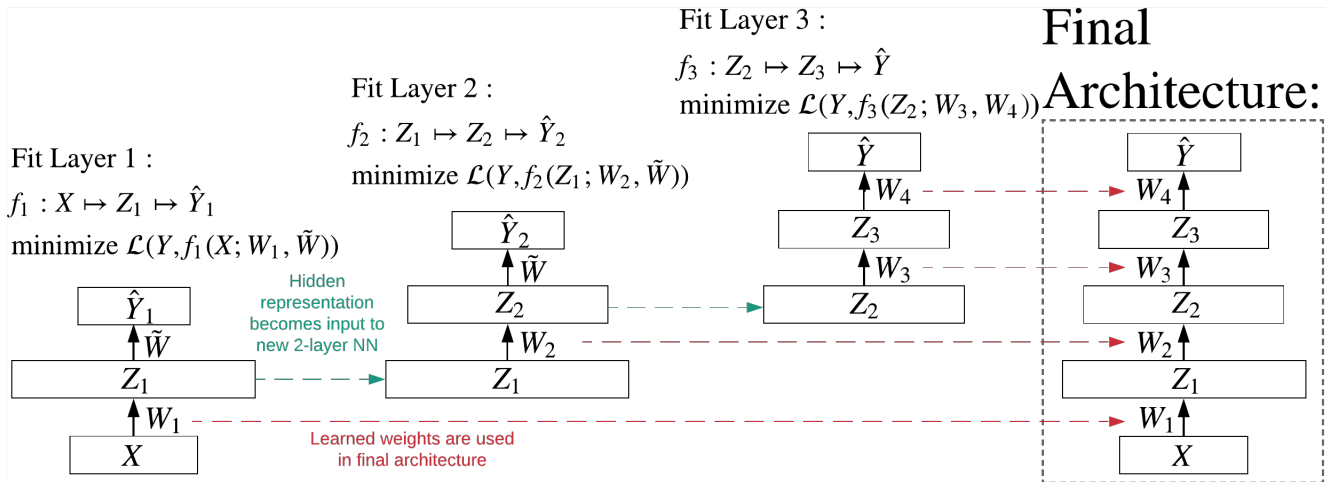 Fit Layer 1 :
f₁ : X ↦ Z₁ ↦ Ŷ₁
minimize ℒ(Y, f₁(X; W₁, W̃))
Ŷ₁
W̃
Z₁
W₁
X
Hidden
representation
becomes input to
new 2-layer NN
Learned weights are used
in final architecture
Fit Layer 2 :
f₂ : Z₁ ↦ Z₂ ↦ Ŷ₂
minimize ℒ(Y, f₂(Z₁; W₂, W̃))
Ŷ₂
W̃
Z₂
W₂
Z₁
Fit Layer 3 :
f₃ : Z₂ ↦ Z₃ ↦ Ŷ
minimize ℒ(Y, f₃(Z₂; W₃, W₄))
Ŷ
W₄
Z₃
W₃
Z₂
Final
Architecture:
Ŷ
W₄
Z₃
W₃
Z₂
W₂
Z₁
W₁
X